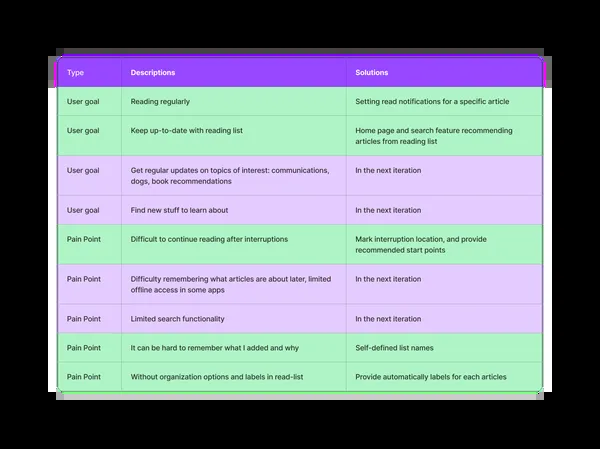 Type Descriptions Solutions
User goal Reading regularly Setting read notifications for a specific article
User goal Keep up-to-date with reading list Home page and search feature recommending
articles from reading list
User goal Get regular updates on topics of interest: communications, In the next iteration
dogs, book recommendations
User goal Find new stuff to learn about In the next iteration
Pain Point Difficult to continue reading after interruptions Mark interruption location, and provide
recommended start points
Pain Point Difficulty remembering what articles are about later, limited In the next iteration
offline access in some apps
Pain Point Limited search functionality In the next iteration
Pain Point It can be hard to remember what I added and why Self-defined list names
Pain Point Without organization options and labels in read-list Provide automatically labels for each articles